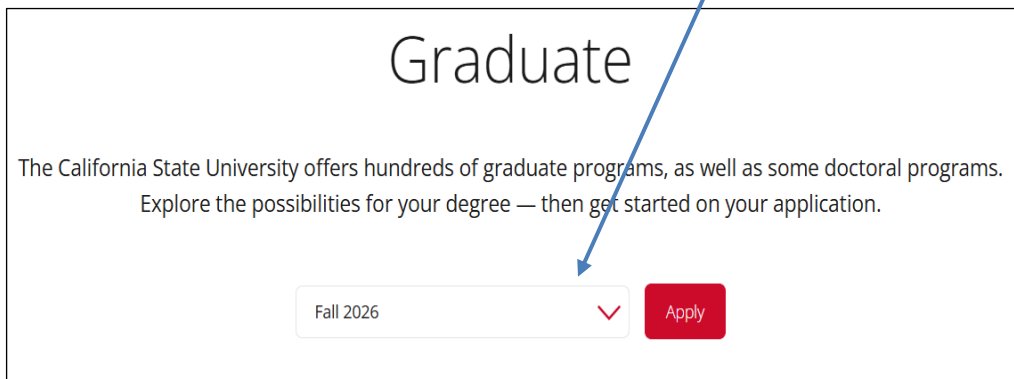 Graduate
The California State University offers hundreds of graduate programs, as well as some doctoral programs.
Explore the possibilities for your degree — then get started on your application.
Fall 2026
Apply